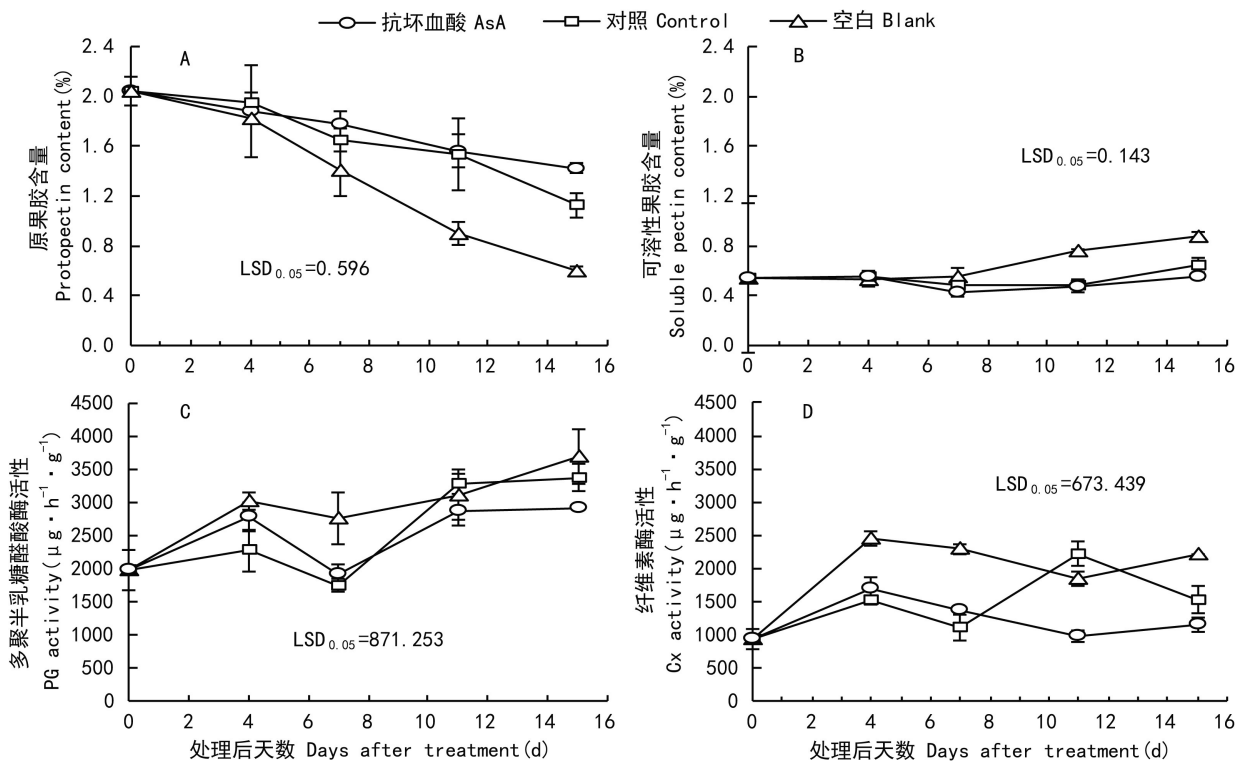 抗坏血酸 AsA 对照 Control 空白 Blank
A
原果胶含量
Protopectin content(%)
2.4
2.0
1.6
1.2
0.8
0.4
0.0
LSD0.05=0.596
0 2 4 6 8 10 12 14 16
B
可溶性果胶含量
Soluble pectin content(%)
2.4
2.0
1.6
1.2
0.8
0.4
0.0
LSD0.05=0.143
0 2 4 6 8 10 12 14 16
C
多聚半乳糖醛酸酶活性
PG activity(μg·h⁻¹·g⁻¹)
4500
4000
3500
3000
2500
2000
1500
1000
500
0
LSD0.05=871.253
0 2 4 6 8 10 12 14 16
处理后天数 Days after treatment(d)
D
纤维素酶活性
Cx activity(μg·h⁻¹·g⁻¹)
4500
4000
3500
3000
2500
2000
1500
1000
500
0
LSD0.05=673.439
0 2 4 6 8 10 12 14 16
处理后天数 Days after treatment(d)